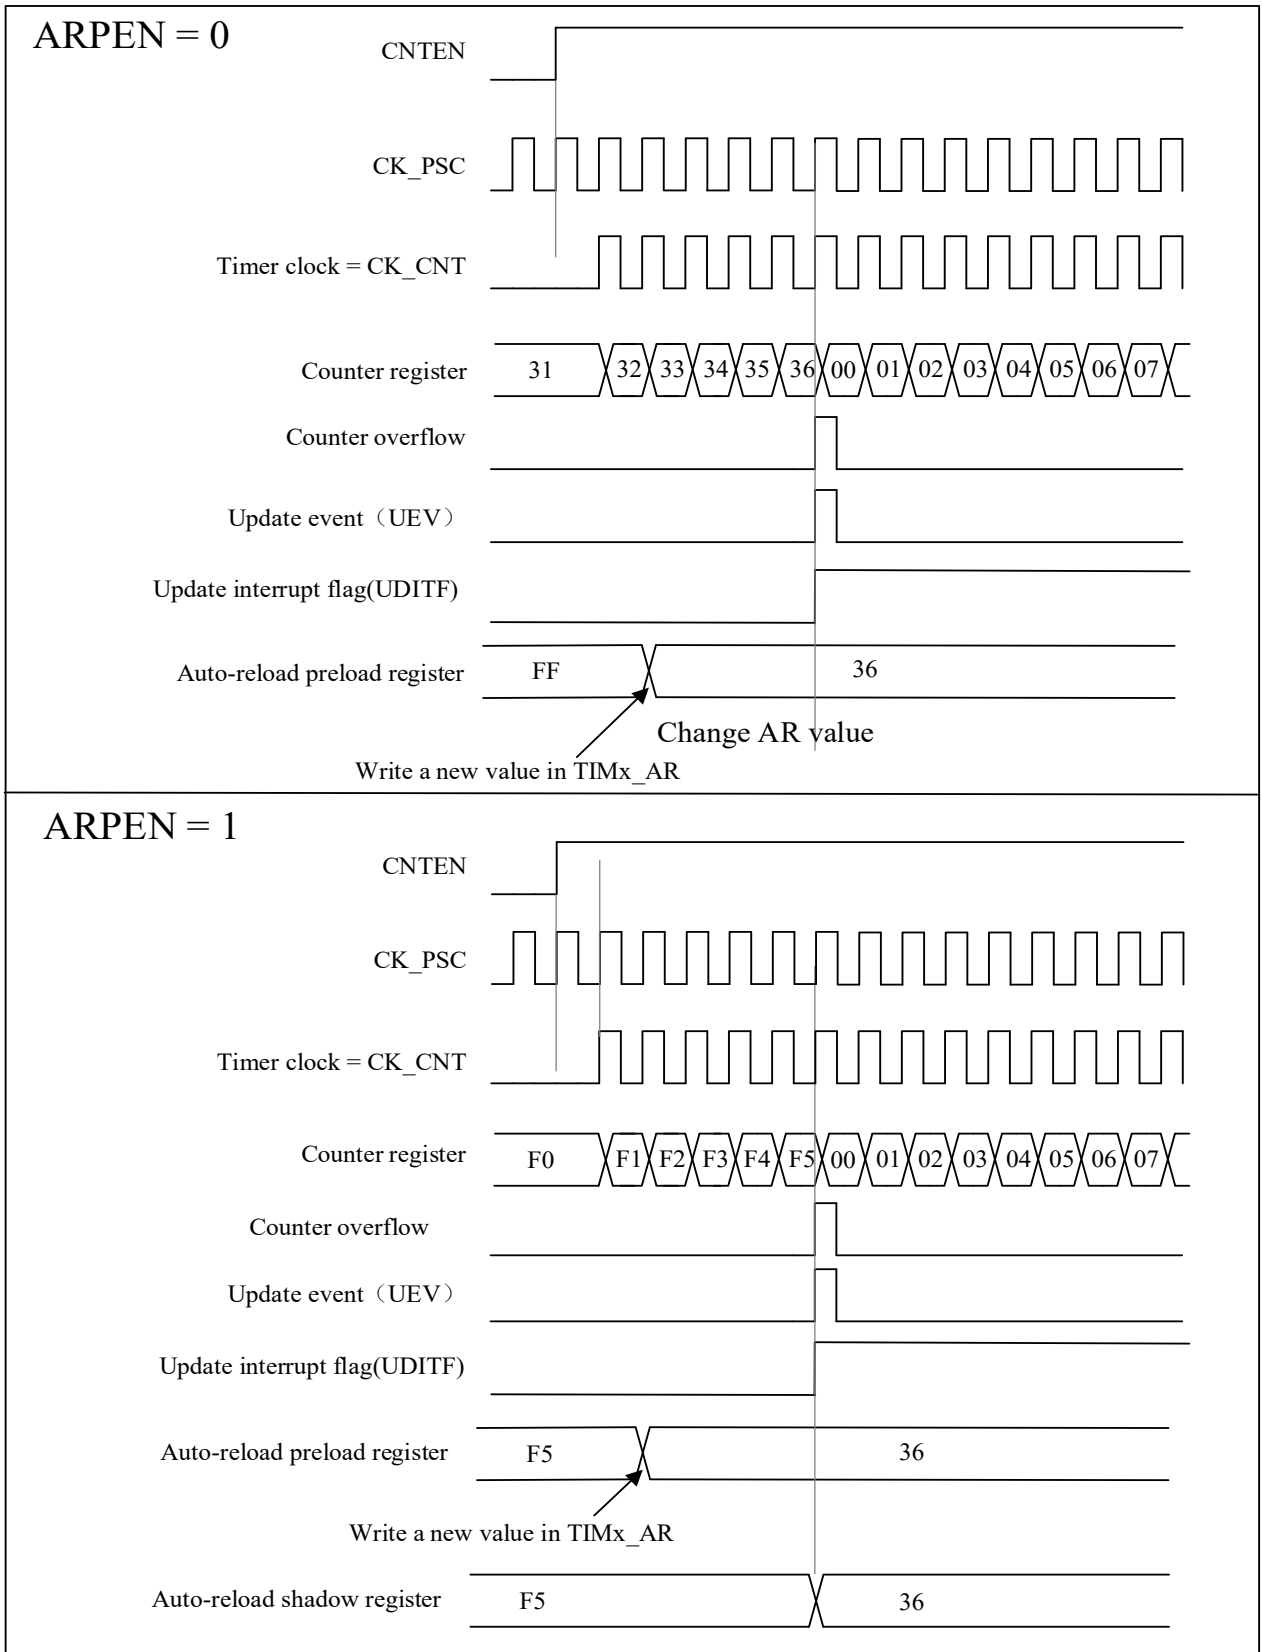 ARPEN = 0
CNTEN
CK_PSC
Timer clock = CK_CNT
Counter register 31 32 33 34 35 36 00 01 02 03 04 05 06 07
Counter overflow
Update event（UEV）
Update interrupt flag(UDITF)
Auto-reload preload register FF 36
Change AR value
Write a new value in TIMx_AR
ARPEN = 1
CNTEN
CK_PSC
Timer clock = CK_CNT
Counter register F0 F1 F2 F3 F4 F5 00 01 02 03 04 05 06 07
Counter overflow
Update event（UEV）
Update interrupt flag(UDITF)
Auto-reload preload register F5 36
Write a new value in TIMx_AR
Auto-reload shadow register F5 36